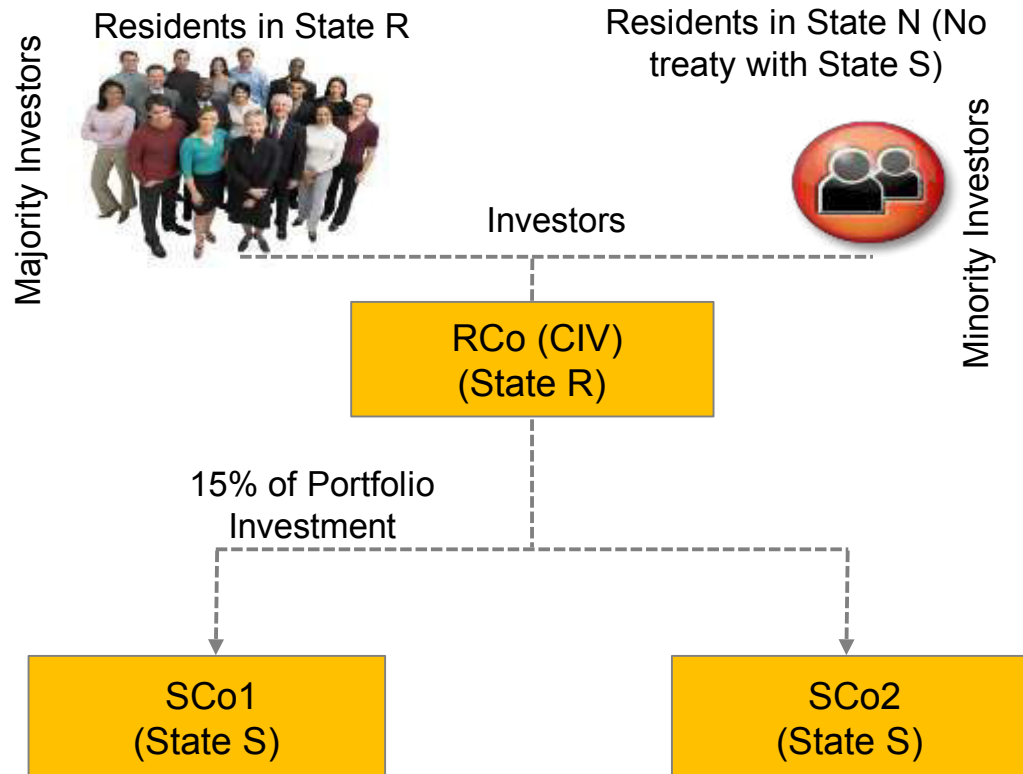 Residents in State R
Residents in State N (No
treaty with State S)
Majority Investors
Minority Investors
Investors
RCo (CIV)
(State R)
15% of Portfolio
Investment
SCo1
(State S)
SCo2
(State S)